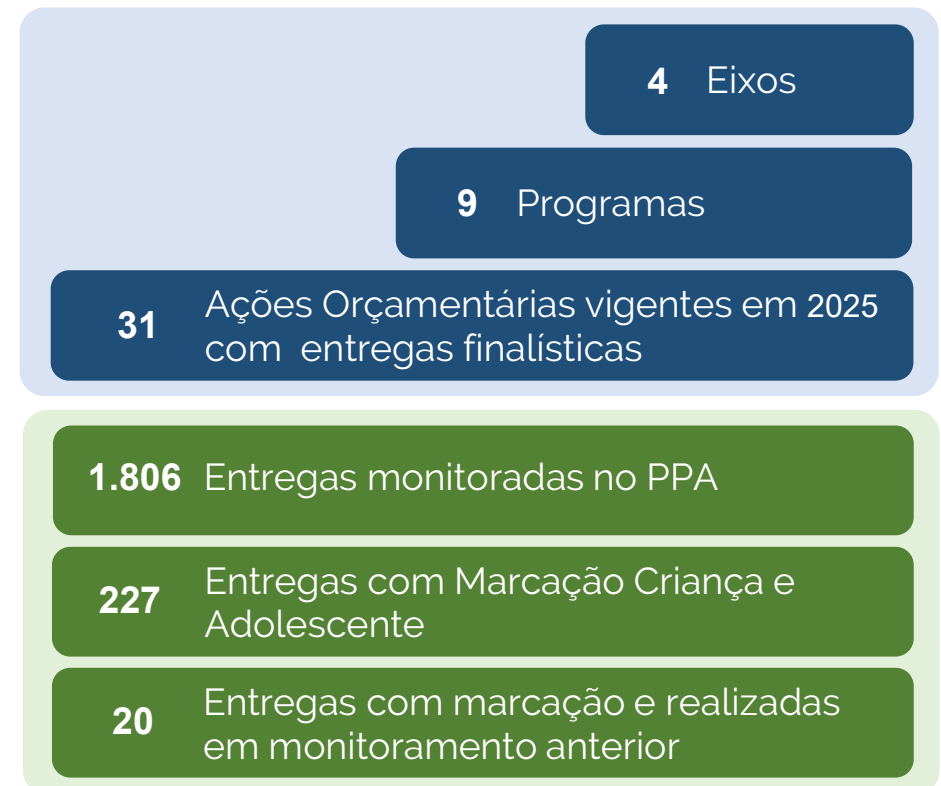 4 Eixos
9 Programas
31 Ações Orçamentárias vigentes em 2025
com entregas finalísticas
1.806 Entregas monitoradas no PPA
227 Entregas com Marcação Criança e
Adolescente
20 Entregas com marcação e realizadas
em monitoramento anterior